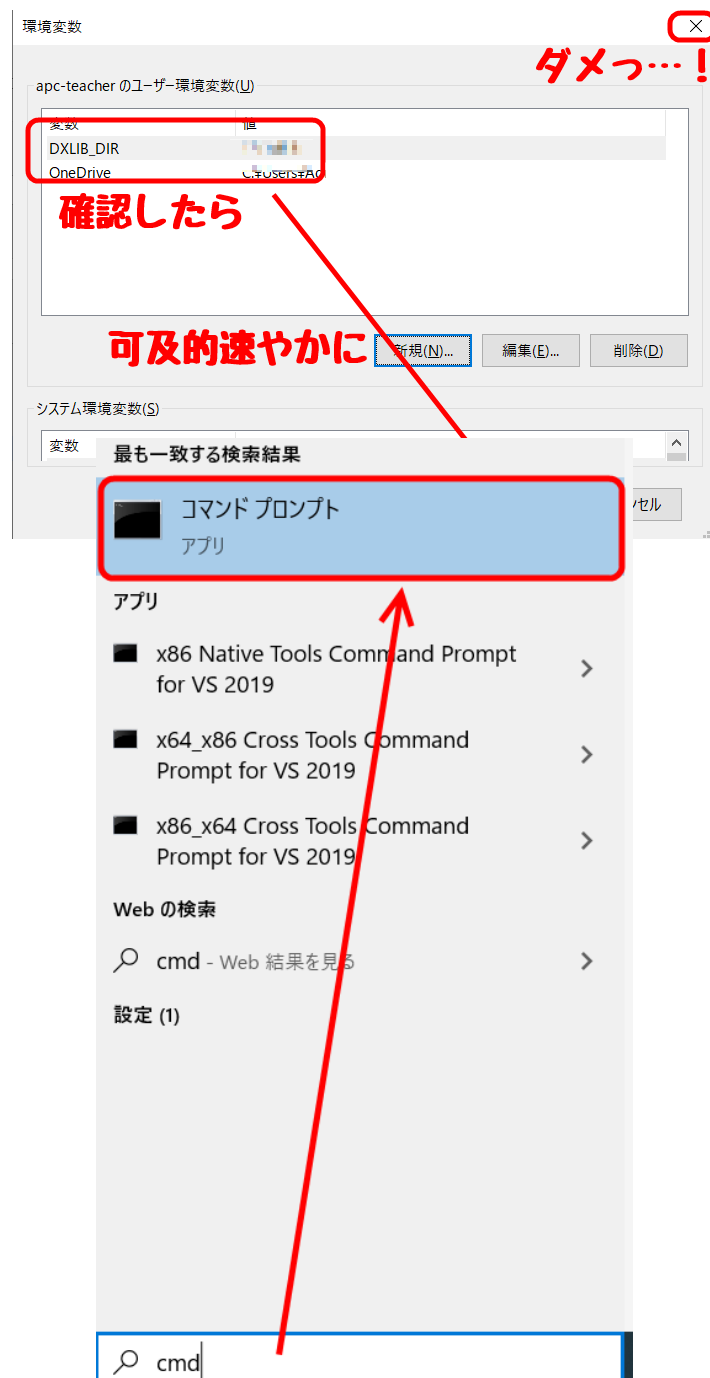 環境変数
ダメっ…!
apc-teacher のユーザー環境変数(U)
変数 値
DXLIB_DIR
OneDrive C:¥Users¥Ad
確認したら
可及的速やかに
新規(N)... 編集(E)... 削除(D)
システム環境変数(S)
変数
ンセル
最も一致する検索結果
コマンド プロンプト
アプリ
アプリ
x86 Native Tools Command Prompt
for VS 2019
x64_x86 Cross Tools Command
Prompt for VS 2019
x86_x64 Cross Tools Command
Prompt for VS 2019
Web の検索
cmd - Web 結果を見る
設定 (1)
cmd